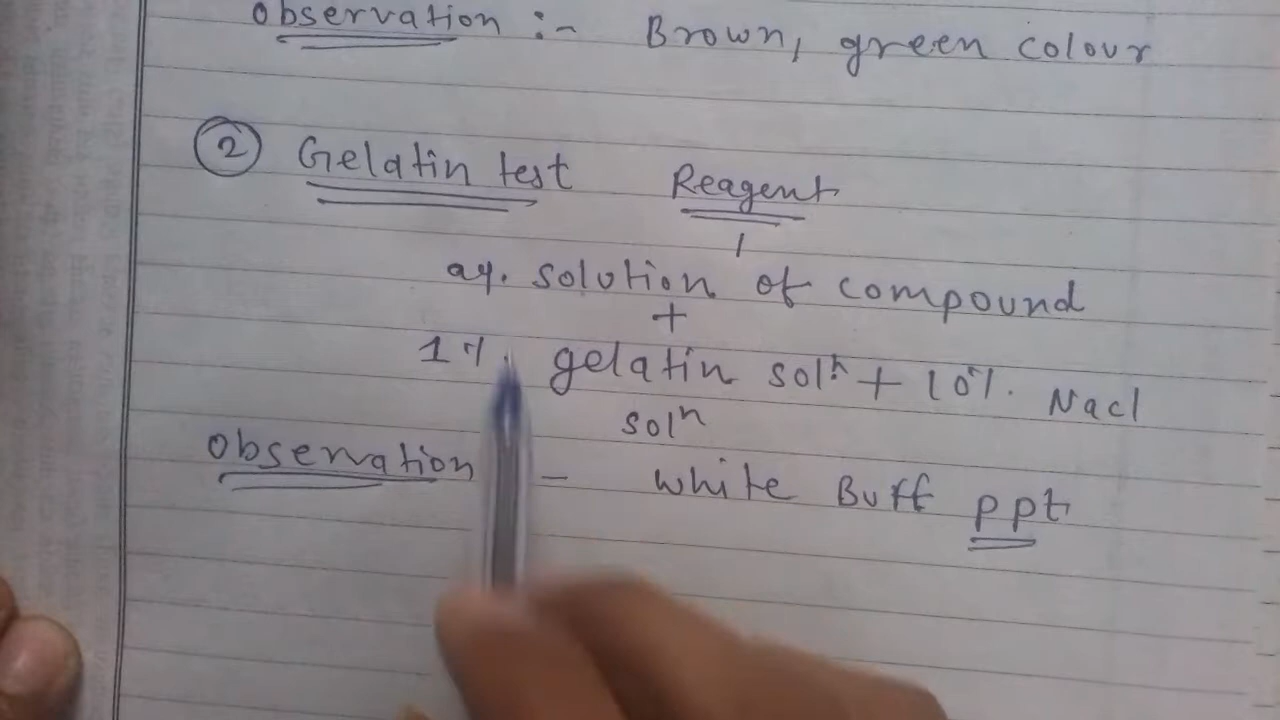 Observation :- Brown, green colour
② Gelatin test Reagent
aq. solution of compound
+
1% gelatin solⁿ + 10% Nacl
solⁿ
Observation - white Buff ppt